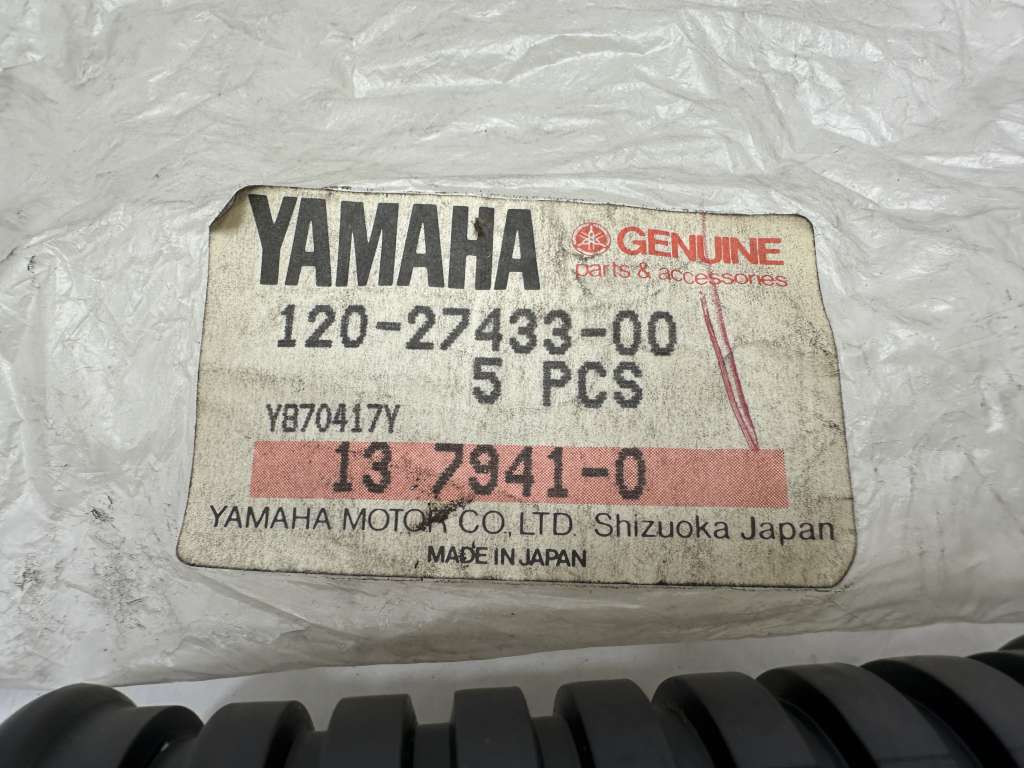 YAMAHA GENUINE
parts & accessories
120-27433-00
5 PCS
Y870417Y
13 7941-0
YAMAHA MOTOR CO., LTD. Shizuoka Japan
MADE IN JAPAN